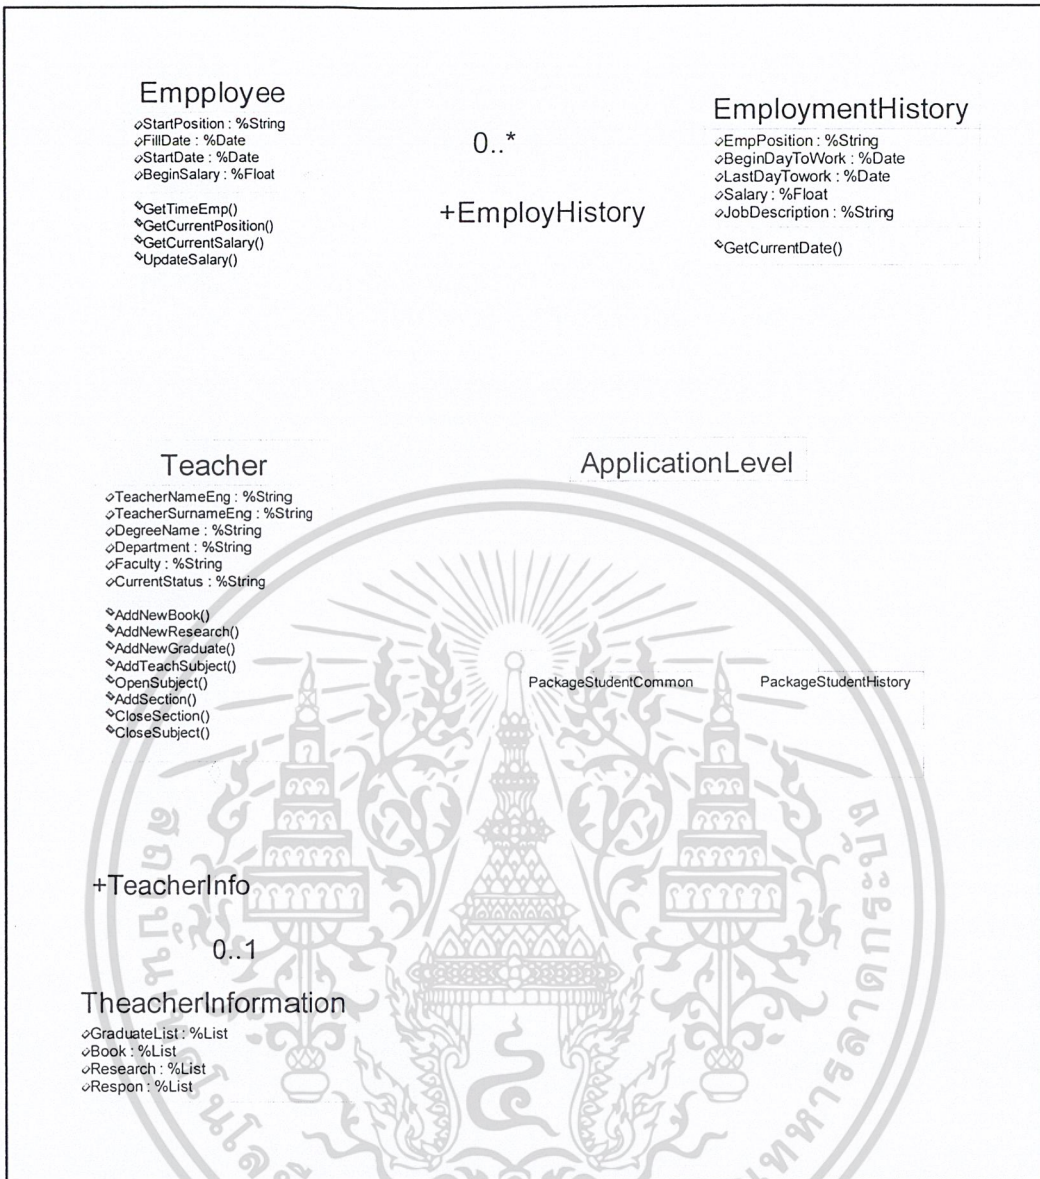 Empployee
StartPosition : %String
FillDate : %Date
StartDate : %Date
BeginSalary : %Float
GetTimeEmp()
GetCurrentPosition()
GetCurrentSalary()
UpdateSalary()
0..*
+EmployHistory
EmploymentHistory
EmpPosition : %String
BeginDayToWork : %Date
LastDayTowork : %Date
Salary : %Float
JobDescription : %String
GetCurrentDate()
Teacher
TeacherNameEng : %String
TeacherSurnameEng : %String
DegreeName : %String
Department : %String
Faculty : %String
CurrentStatus : %String
AddNewBook()
AddNewResearch()
AddNewGraduate()
AddTeachSubject()
OpenSubject()
AddSection()
CloseSection()
CloseSubject()
ApplicationLevel
PackageStudentCommon
PackageStudentHistory
+TeacherInfo
0..1
TheacherInformation
GraduateList : %List
Book : %List
Research : %List
Respon : %List